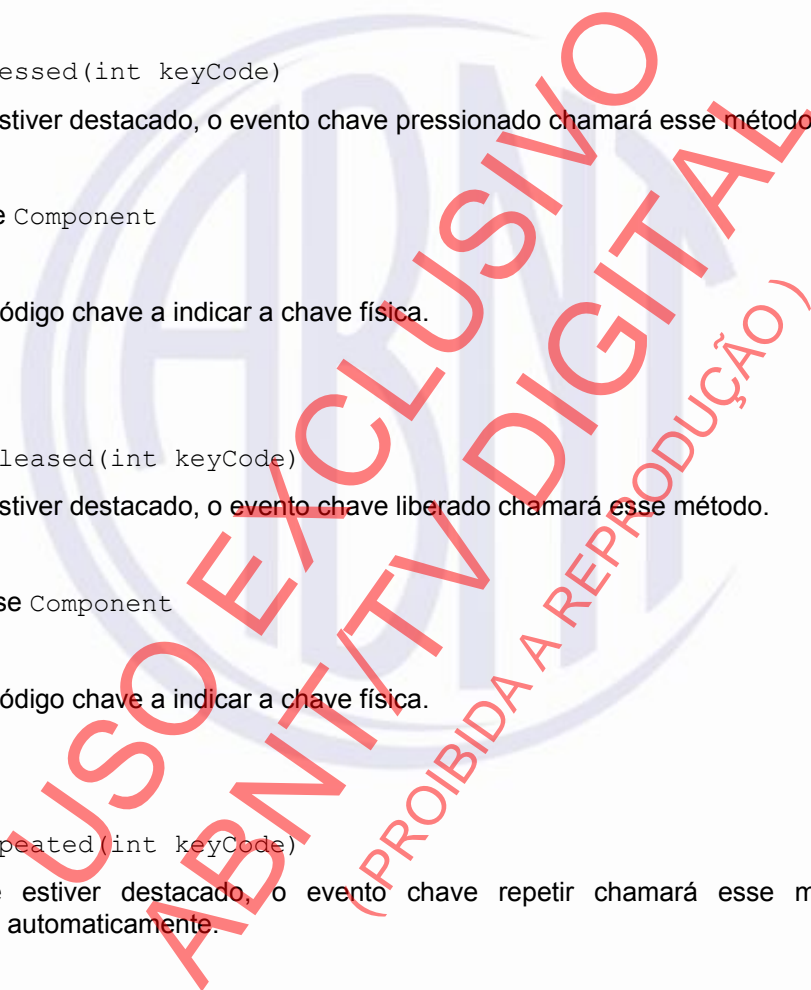 essed(int keyCode)
stiver destacado, o evento chave pressionado chamará esse método
e Component
ódigo chave a indicar a chave física.
leased(int keyCode)
stiver destacado, o evento chave liberado chamará esse método.
se Component
ódigo chave a indicar a chave física.
peated(int keyCode)
e estiver destacado, o evento chave repetir chamará esse m
automaticamente.
USO EXCLUSIVO
ABNT/TV DIGITAL
( PROIBIDA A REPRODUÇÃO )
ABNT